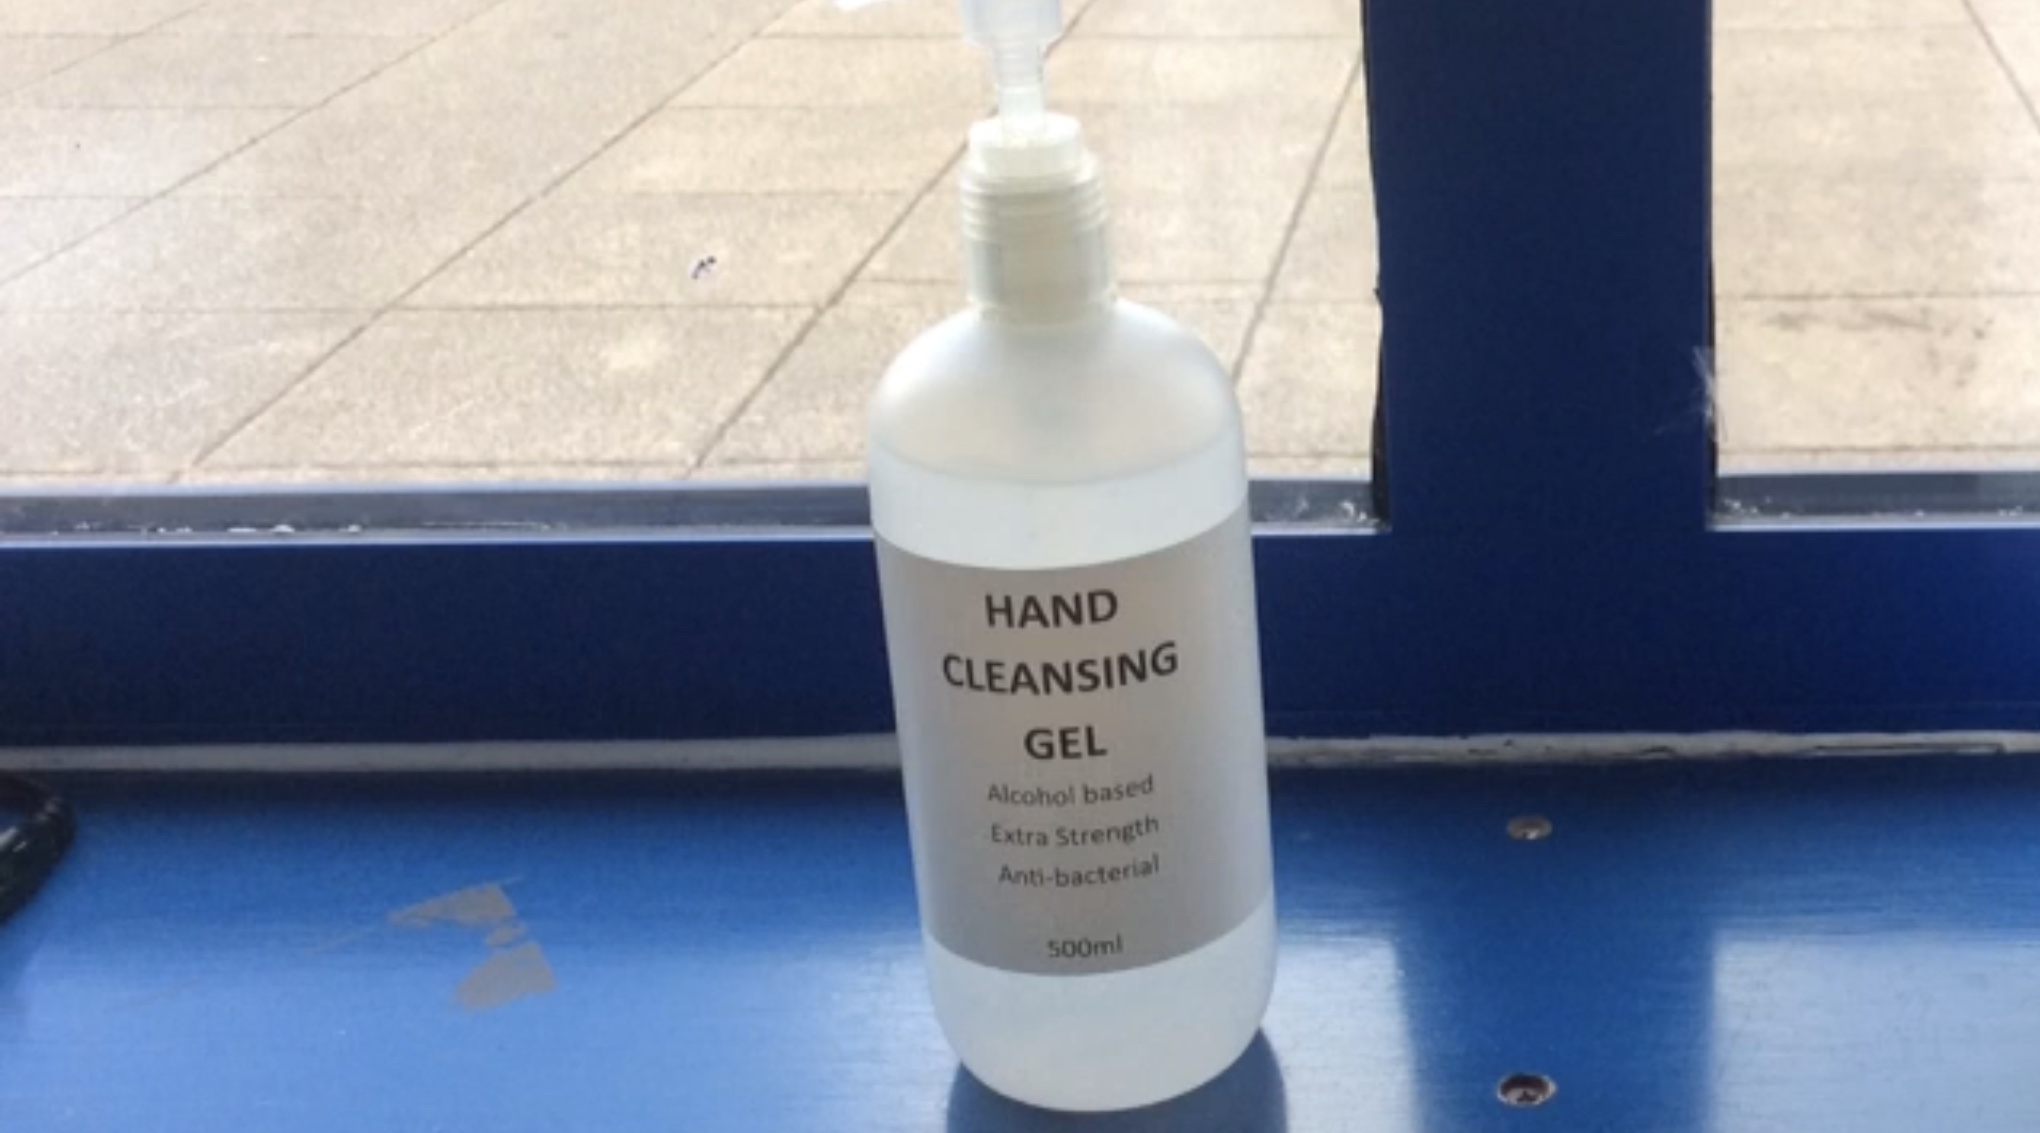 HAND
CLEANSING
GEL
Alcohol based
Extra Strength
Anti-bacterial
500ml